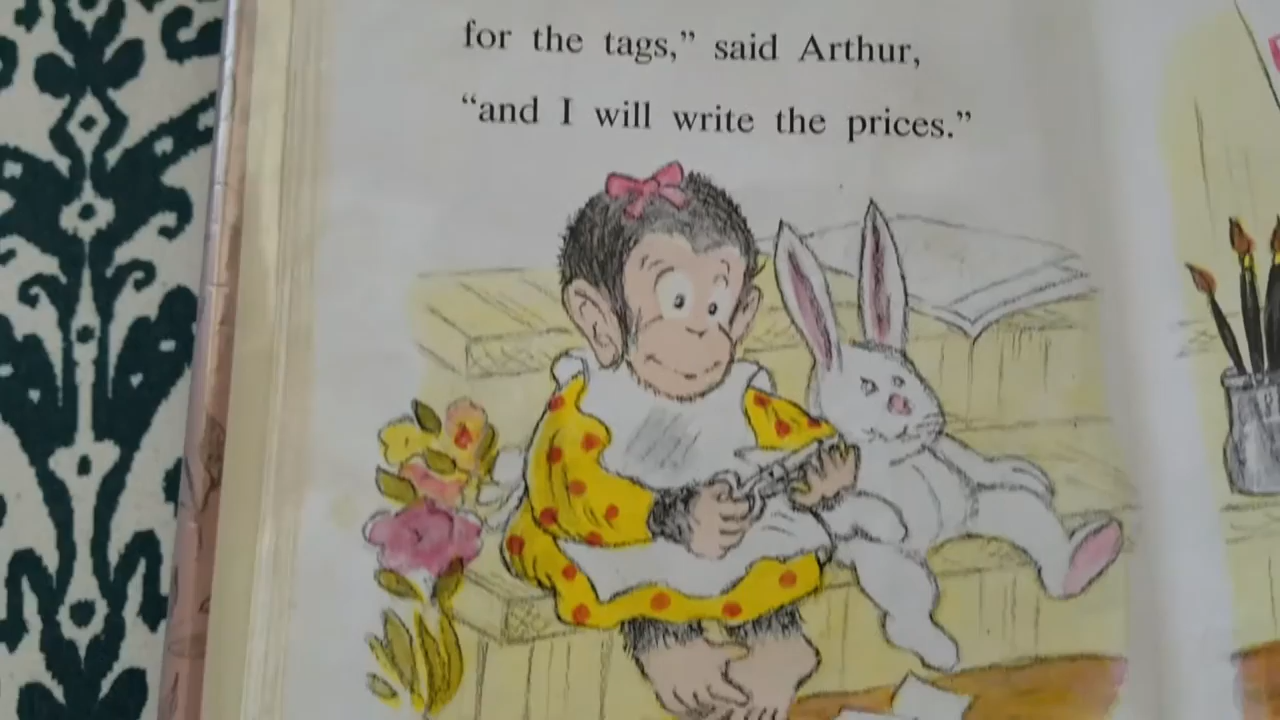 for the tags,” said Arthur,
“and I will write the prices.”